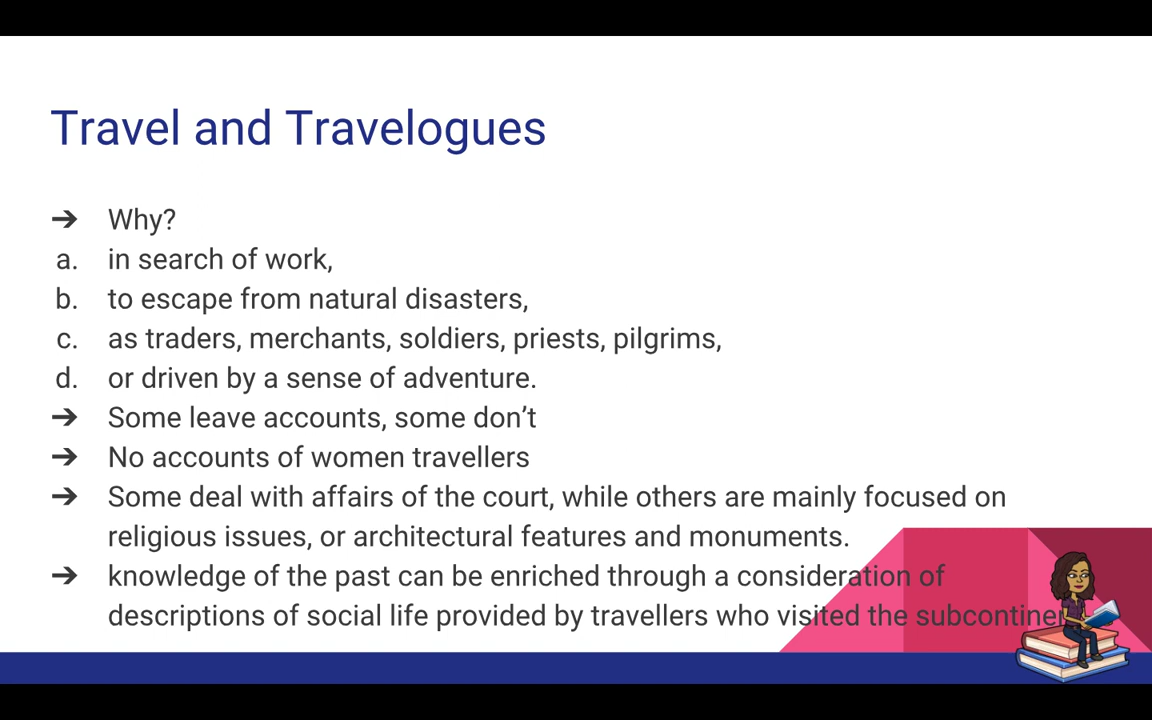 Travel and Travelogues
➔ Why?
a. in search of work,
b. to escape from natural disasters,
c. as traders, merchants, soldiers, priests, pilgrims,
d. or driven by a sense of adventure.
➔ Some leave accounts, some don’t
➔ No accounts of women travellers
➔ Some deal with affairs of the court, while others are mainly focused on
religious issues, or architectural features and monuments.
➔ knowledge of the past can be enriched through a consideration of
descriptions of social life provided by travellers who visited the